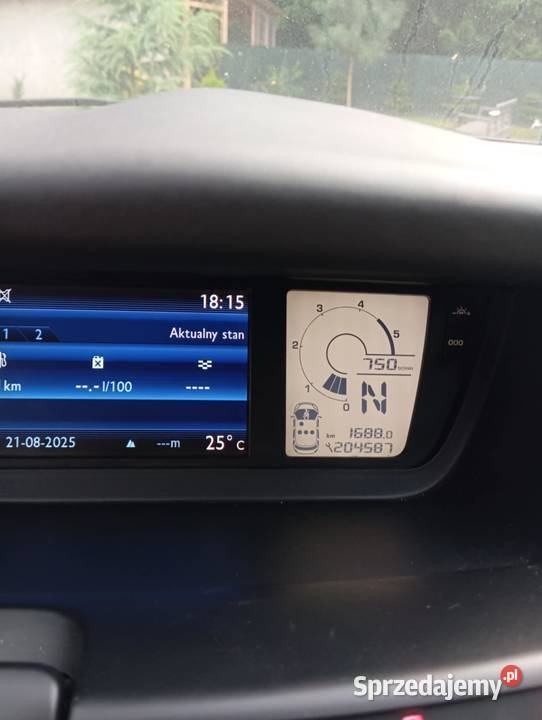 18:15
1 2 Aktualny stan
km --.- l/100 ----
21-08-2025 ---m 25°C
3 4
2 5
750
1
0 N
km 1688.0
204587
000
Sprzedajemy.pl